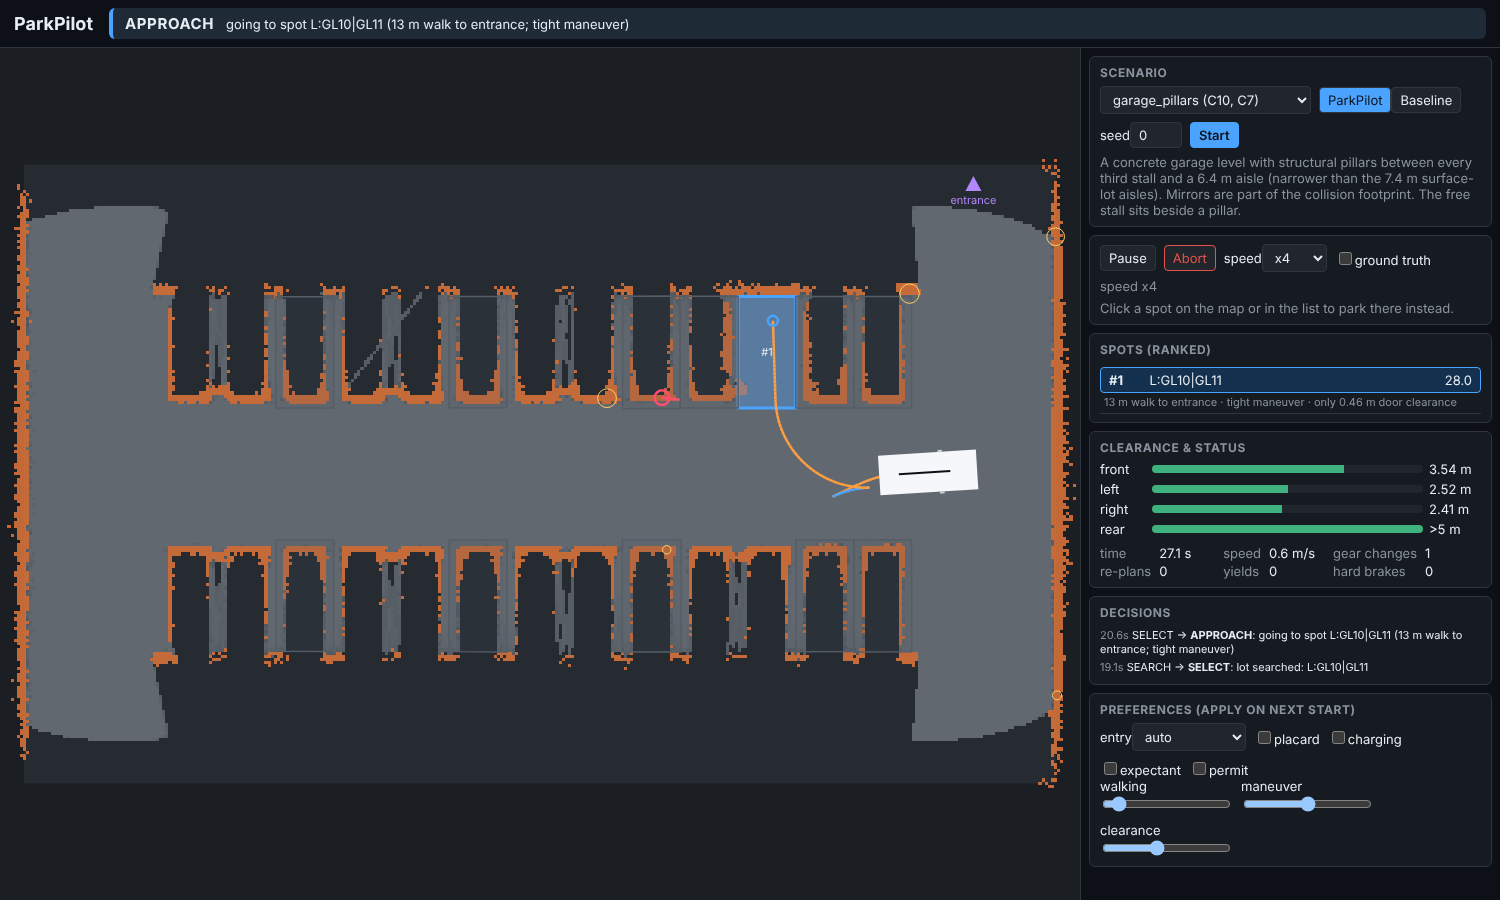 ParkPilot
APPROACH going to spot L:GL10|GL11 (13 m walk to entrance; tight maneuver)
entrance
#1
SCENARIO
garage_pillars (C10, C7) ParkPilot Baseline
seed 0 Start
A concrete garage level with structural pillars between every
third stall and a 6.4 m aisle (narrower than the 7.4 m surface-
lot aisles). Mirrors are part of the collision footprint. The free
stall sits beside a pillar.
Pause Abort speed x4 ground truth
speed x4
Click a spot on the map or in the list to park there instead.
SPOTS (RANKED)
#1 L:GL10|GL11 28.0
13 m walk to entrance · tight maneuver · only 0.46 m door clearance
CLEARANCE & STATUS
front 3.54 m
left 2.52 m
right 2.41 m
rear >5 m
time 27.1 s speed 0.6 m/s gear changes 1
re-plans 0 yields 0 hard brakes 0
DECISIONS
20.6s SELECT → APPROACH: going to spot L:GL10|GL11 (13 m walk to
entrance; tight maneuver)
19.1s SEARCH → SELECT: lot searched: L:GL10|GL11
PREFERENCES (APPLY ON NEXT START)
entry auto placard charging
expectant permit
walking maneuver
clearance